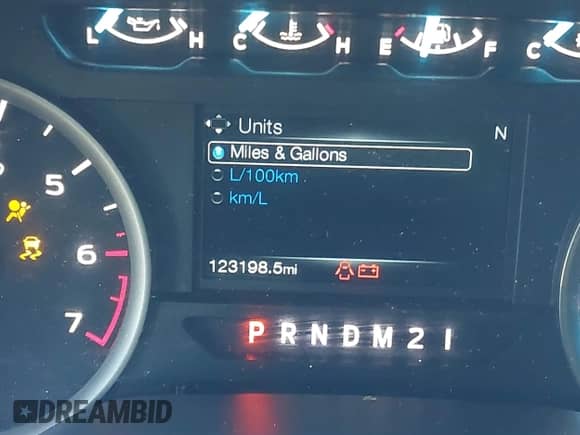 L H C H E F C
Units
N
Miles & Gallons
L/100km
km/L
5
6
7
123198.5mi
P R N D M 2 1
DREAMBID